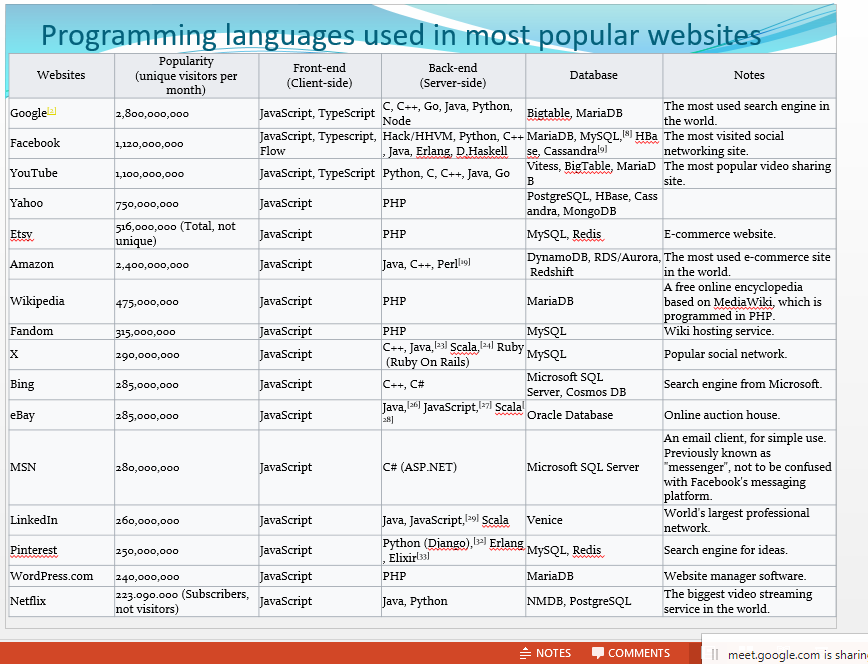 Programming languages used in most popular websites
Websites
Popularity
(unique visitors per
month)
Front-end
(Client-side)
Back-end
(Server-side)
Database
Notes
Google[2]
2,800,000,000
JavaScript, TypeScript
C, C++, Go, Java, Python,
Node
Bigtable, MariaDB
The most used search engine in
the world.
Facebook
1,120,000,000
JavaScript, Typescript,
Flow
Hack/HHVM, Python, C++
, Java, Erlang, D,Haskell
MariaDB, MySQL,[8] HBa
se, Cassandra[9]
The most visited social
networking site.
YouTube
1,100,000,000
JavaScript, TypeScript
Python, C, C++, Java, Go
Vitess, BigTable, MariaD
B
The most popular video sharing
site.
Yahoo
750,000,000
JavaScript
PHP
PostgreSQL, HBase, Cass
andra, MongoDB
Etsy
516,000,000 (Total, not
unique)
JavaScript
PHP
MySQL, Redis
E-commerce website.
Amazon
2,400,000,000
JavaScript
Java, C++, Perl[19]
DynamoDB, RDS/Aurora,
Redshift
The most used e-commerce site
in the world.
Wikipedia
475,000,000
JavaScript
PHP
MariaDB
A free online encyclopedia
based on MediaWiki, which is
programmed in PHP.
Fandom
315,000,000
JavaScript
PHP
MySQL
Wiki hosting service.
X
290,000,000
JavaScript
C++, Java,[23] Scala,[24] Ruby
(Ruby On Rails)
MySQL
Popular social network.
Bing
285,000,000
JavaScript
C++, C#
Microsoft SQL
Server, Cosmos DB
Search engine from Microsoft.
eBay
285,000,000
JavaScript
Java,[26] JavaScript,[27] Scala[
28]
Oracle Database
Online auction house.
MSN
280,000,000
JavaScript
C# (ASP.NET)
Microsoft SQL Server
An email client, for simple use.
Previously known as
"messenger", not to be confused
with Facebook's messaging
platform.
LinkedIn
260,000,000
JavaScript
Java, JavaScript,[29] Scala
Venice
World's largest professional
network.
Pinterest
250,000,000
JavaScript
Python (Django),[32] Erlang
, Elixir[33]
MySQL, Redis
Search engine for ideas.
WordPress.com
240,000,000
JavaScript
PHP
MariaDB
Website manager software.
Netflix
223.090.000 (Subscribers,
not visitors)
JavaScript
Java, Python
NMDB, PostgreSQL
The biggest video streaming
service in the world.
NOTES
COMMENTS
meet.google.com is sharin